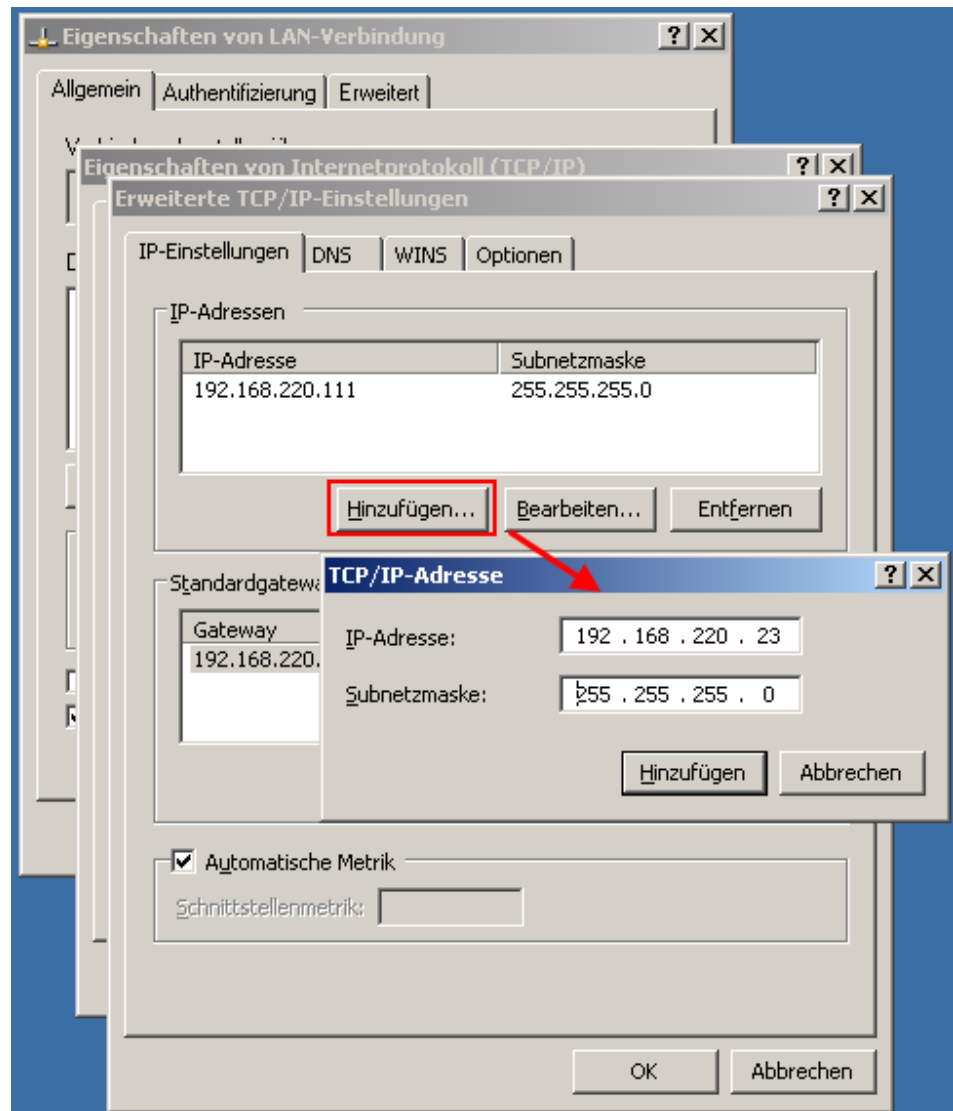 Eigenschaften von LAN-Verbindung
Allgemein Authentifizierung Erweitert
Eigenschaften von Internetprotokoll (TCP/IP)
Erweiterte TCP/IP-Einstellungen
IP-Einstellungen DNS WINS Optionen
IP-Adressen
IP-Adresse Subnetzmaske
192.168.220.111 255.255.255.0
Hinzufügen... Bearbeiten... Entfernen
Standardgatewa
TCP/IP-Adresse
Gateway
192.168.220.
IP-Adresse: 192 . 168 . 220 . 23
Subnetzmaske: 255 . 255 . 255 . 0
Hinzufügen Abbrechen
Automatische Metrik
Schnittstellenmetrik:
OK Abbrechen